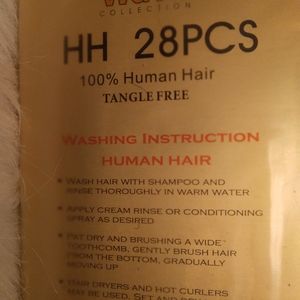 COLLECTION
HH 28PCS
100% Human Hair
TANGLE FREE
WASHING INSTRUCTION
HUMAN HAIR
WASH HAIR WITH SHAMPOO AND
RINSE THOROUGHLY IN WARM WATER
APPLY CREAM RINSE OR CONDITIONING
SPRAY AS DESIRED
PAT DRY AND BRUSHING A WIDE
TOOTHCOMB, GENTLY BRUSH HAIR
FROM THE BOTTOM, GRADUALLY
MOVING UP
HAIR DRYERS AND HOT CURLERS
MAY BE USED. SET AND